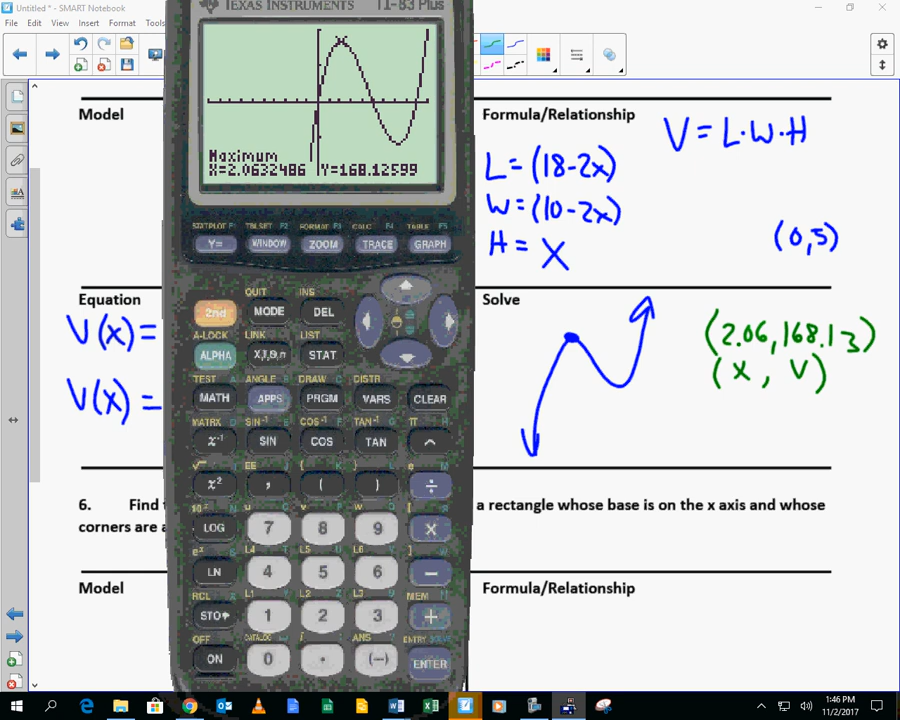 Untitled * - SMART Notebook
File Edit View Insert Format Tools
TEXAS INSTRUMENTS TI-83 Plus
Maximum
X=2.0632486 Y=168.12599
Model
Formula/Relationship
V = L·W·H
L = (18-2x)
W = (10-2x)
H = X
(0,5)
Equation
V(x) =
V(x) =
Solve
(2.06, 168.13)
(X, V)
6. Find
a rectangle whose base is on the x axis and whose
corners are a
Model
Formula/Relationship
STATPLOT F1 TBLSET F2 FORMAT F3 CALC F4 TABLE F5
Y= WINDOW ZOOM TRACE GRAPH
QUIT INS
2nd MODE DEL
A-LOCK LINK LIST
ALPHA X,T,θ,n STAT
TEST A ANGLE B DRAW C DISTR
MATH APPS PRGM VARS CLEAR
MATRX D SIN⁻¹ E COS⁻¹ F TAN⁻¹ G π H
x⁻¹ SIN COS TAN ^
√ I EE J { K } L e M
x² , ( ) ÷
10ˣ N u O v P w Q [ R
LOG 7 8 9 ×
eˣ S L4 T L5 U L6 V ] W
LN 4 5 6 −
RCL X L1 Y L2 Z L3 θ MEM "
STO▸ 1 2 3 +
OFF CATALOG i ANS ENTRY SOLVE
ON 0 . (−) ENTER
1:46 PM
11/2/2017